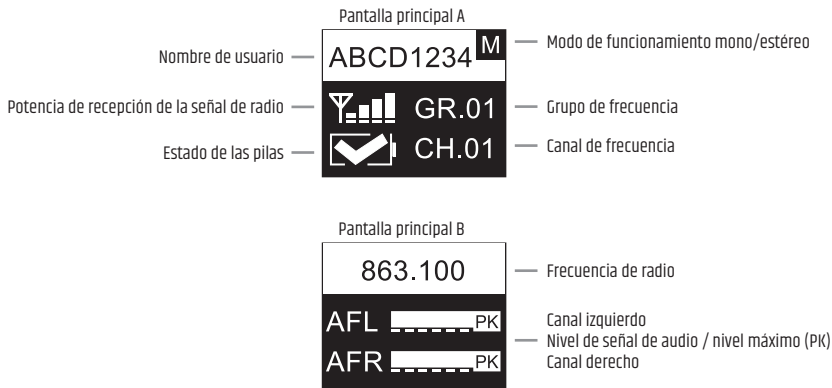 Pantalla principal A
Nombre de usuario
ABCD1234
M
Modo de funcionamiento mono/estéreo
Potencia de recepción de la señal de radio
GR.01
Grupo de frecuencia
Estado de las pilas
CH.01
Canal de frecuencia
Pantalla principal B
863.100
Frecuencia de radio
AFL
PK
Canal izquierdo
Nivel de señal de audio / nivel máximo (PK)
AFR
PK
Canal derecho